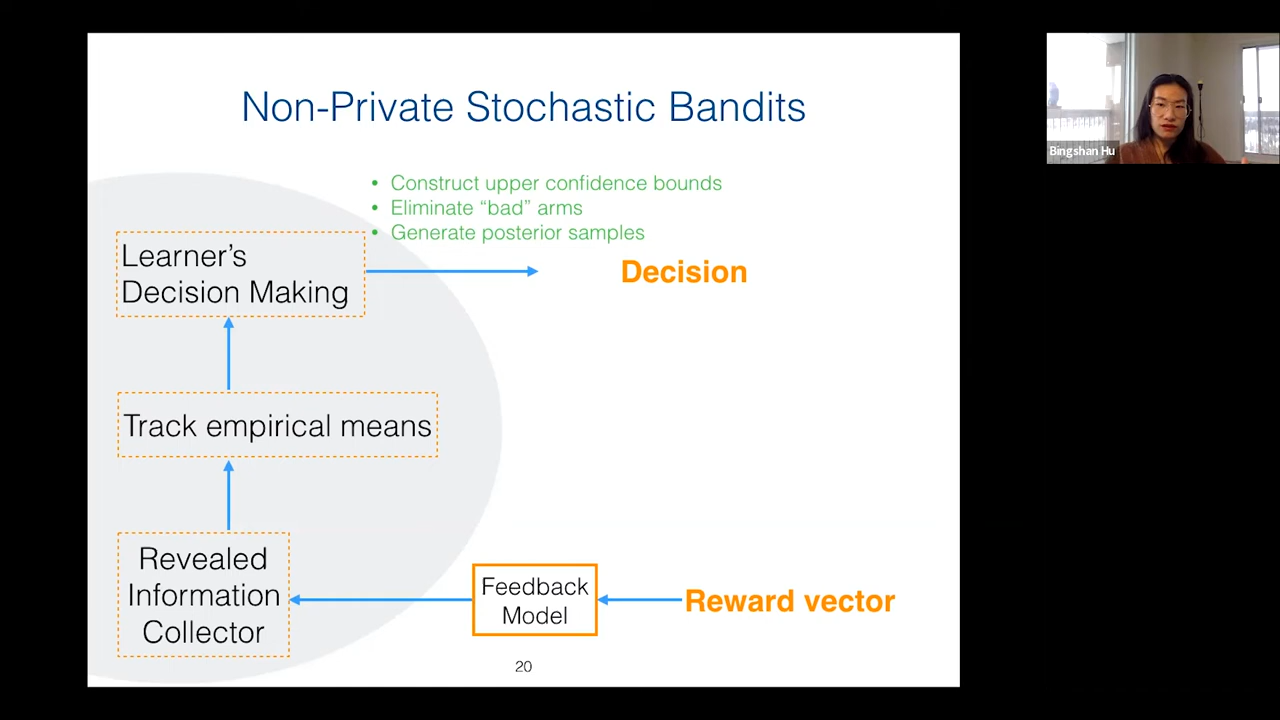 Non-Private Stochastic Bandits
Bingshan Hu
• Construct upper confidence bounds
• Eliminate “bad” arms
• Generate posterior samples
Learner’s
Decision Making
Decision
Track empirical means
Revealed
Information
Collector
Feedback
Model
Reward vector
20